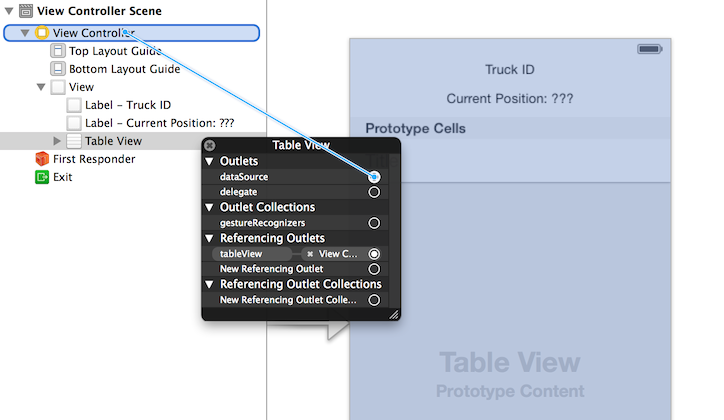 View Controller Scene
View Controller
Top Layout Guide
Bottom Layout Guide
View
Label – Truck ID
Label – Current Position: ???
Table View
First Responder
Exit
Table View
Outlets
dataSource
delegate
Outlet Collections
gestureRecognizers
Referencing Outlets
tableView View C...
New Referencing Outlet
Referencing Outlet Collections
New Referencing Outlet Colle...
Truck ID
Current Position: ???
Prototype Cells
Table View
Prototype Content